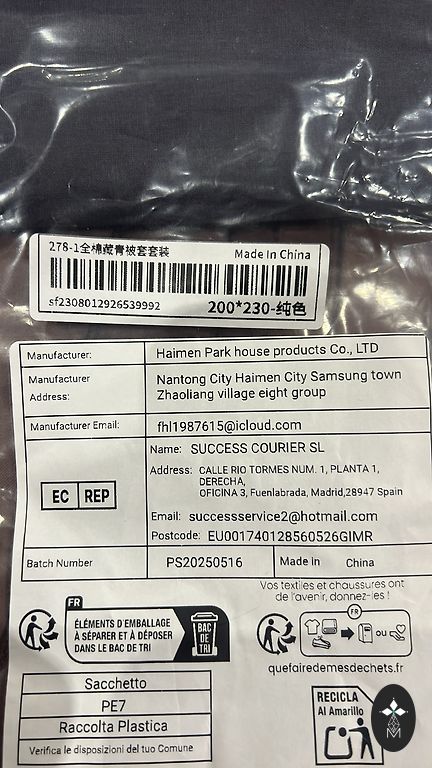 278-1全棉藏青被套套装
Made In China
sf2308012926539992
200*230-纯色
Manufacturer: Haimen Park house products Co., LTD
Manufacturer Address: Nantong City Haimen City Samsung town
Zhaoliang village eight group
Manufacturer Email: fhl1987615@icloud.com
EC REP
Name: SUCCESS COURIER SL
Address: CALLE RIO TORMES NUM. 1, PLANTA 1,
DERECHA,
OFICINA 3, Fuenlabrada, Madrid,28947 Spain
Email: successservice2@hotmail.com
Postcode: EU001740128560526GIMR
Batch Number PS20250516 Made in China
FR
ÉLÉMENTS D'EMBALLAGE
À SÉPARER ET À DÉPOSER
DANS LE BAC DE TRI
BAC
DE
TRI
Vos textiles et chaussures ont
de l'avenir, donnez-les !
FR
ou
quefairedemesdechets.fr
Sacchetto
PE7
Raccolta Plastica
Verifica le disposizioni del tuo Comune
RECICLA
Al Amarillo
M